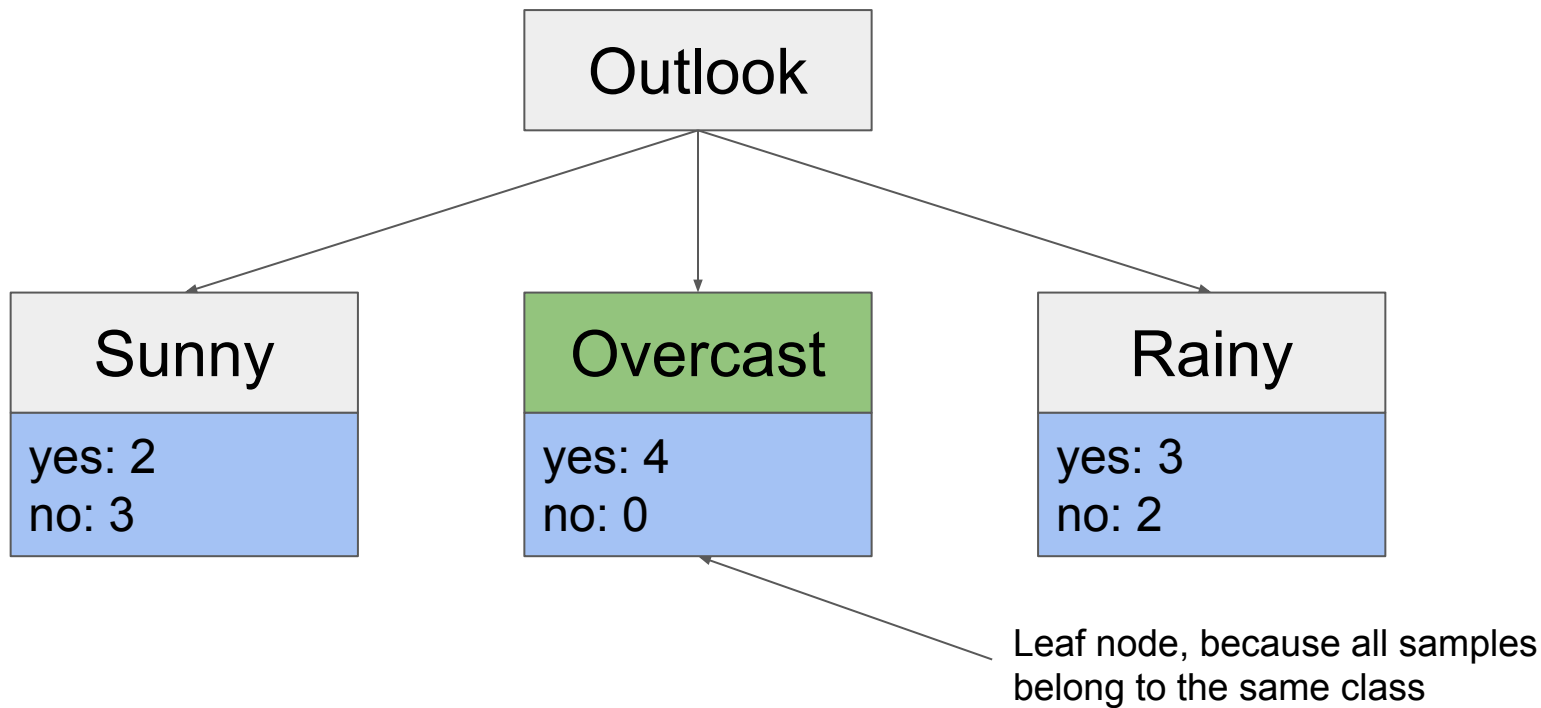 Outlook
Sunny
yes: 2
no: 3
Overcast
yes: 4
no: 0
Rainy
yes: 3
no: 2
Leaf node, because all samples
belong to the same class